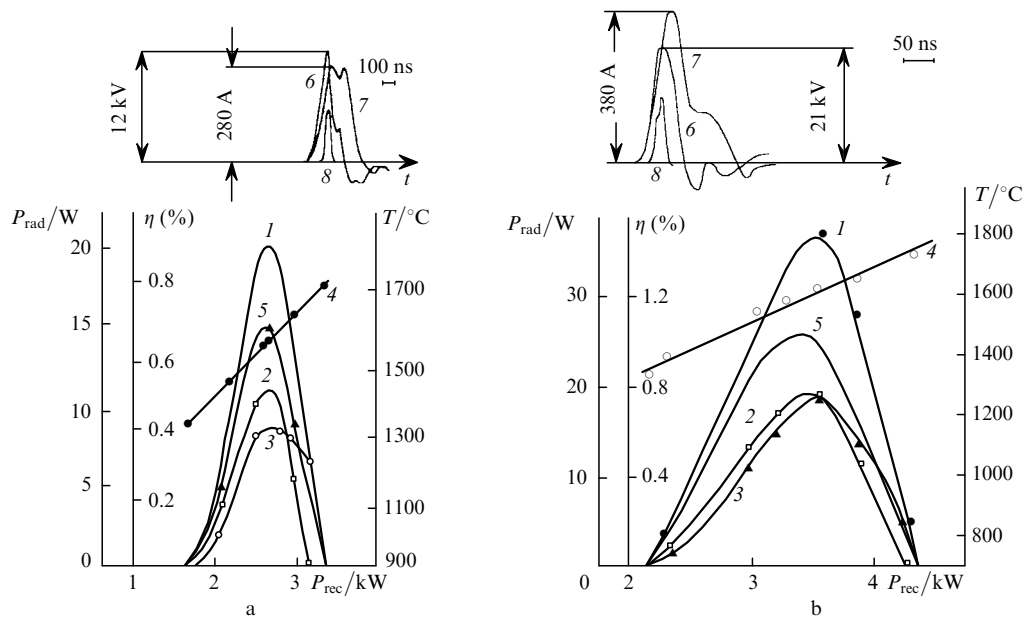 12 kV
280 A
100 ns
6
7
8
t
380 A
50 ns
7
6
21 kV
8
t
P_rad/W
η (%)
T/°C
20
15
10
5
0
0.8
0.6
0.4
0.2
1700
1500
1300
1100
900
1
5
2
3
4
1
2
3
P_rec/kW
a
P_rad/W
η (%)
T/°C
30
20
10
0
1.2
0.8
0.4
1800
1600
1400
1200
1000
800
1
4
5
2
3
2
3
4
P_rec/kW
b